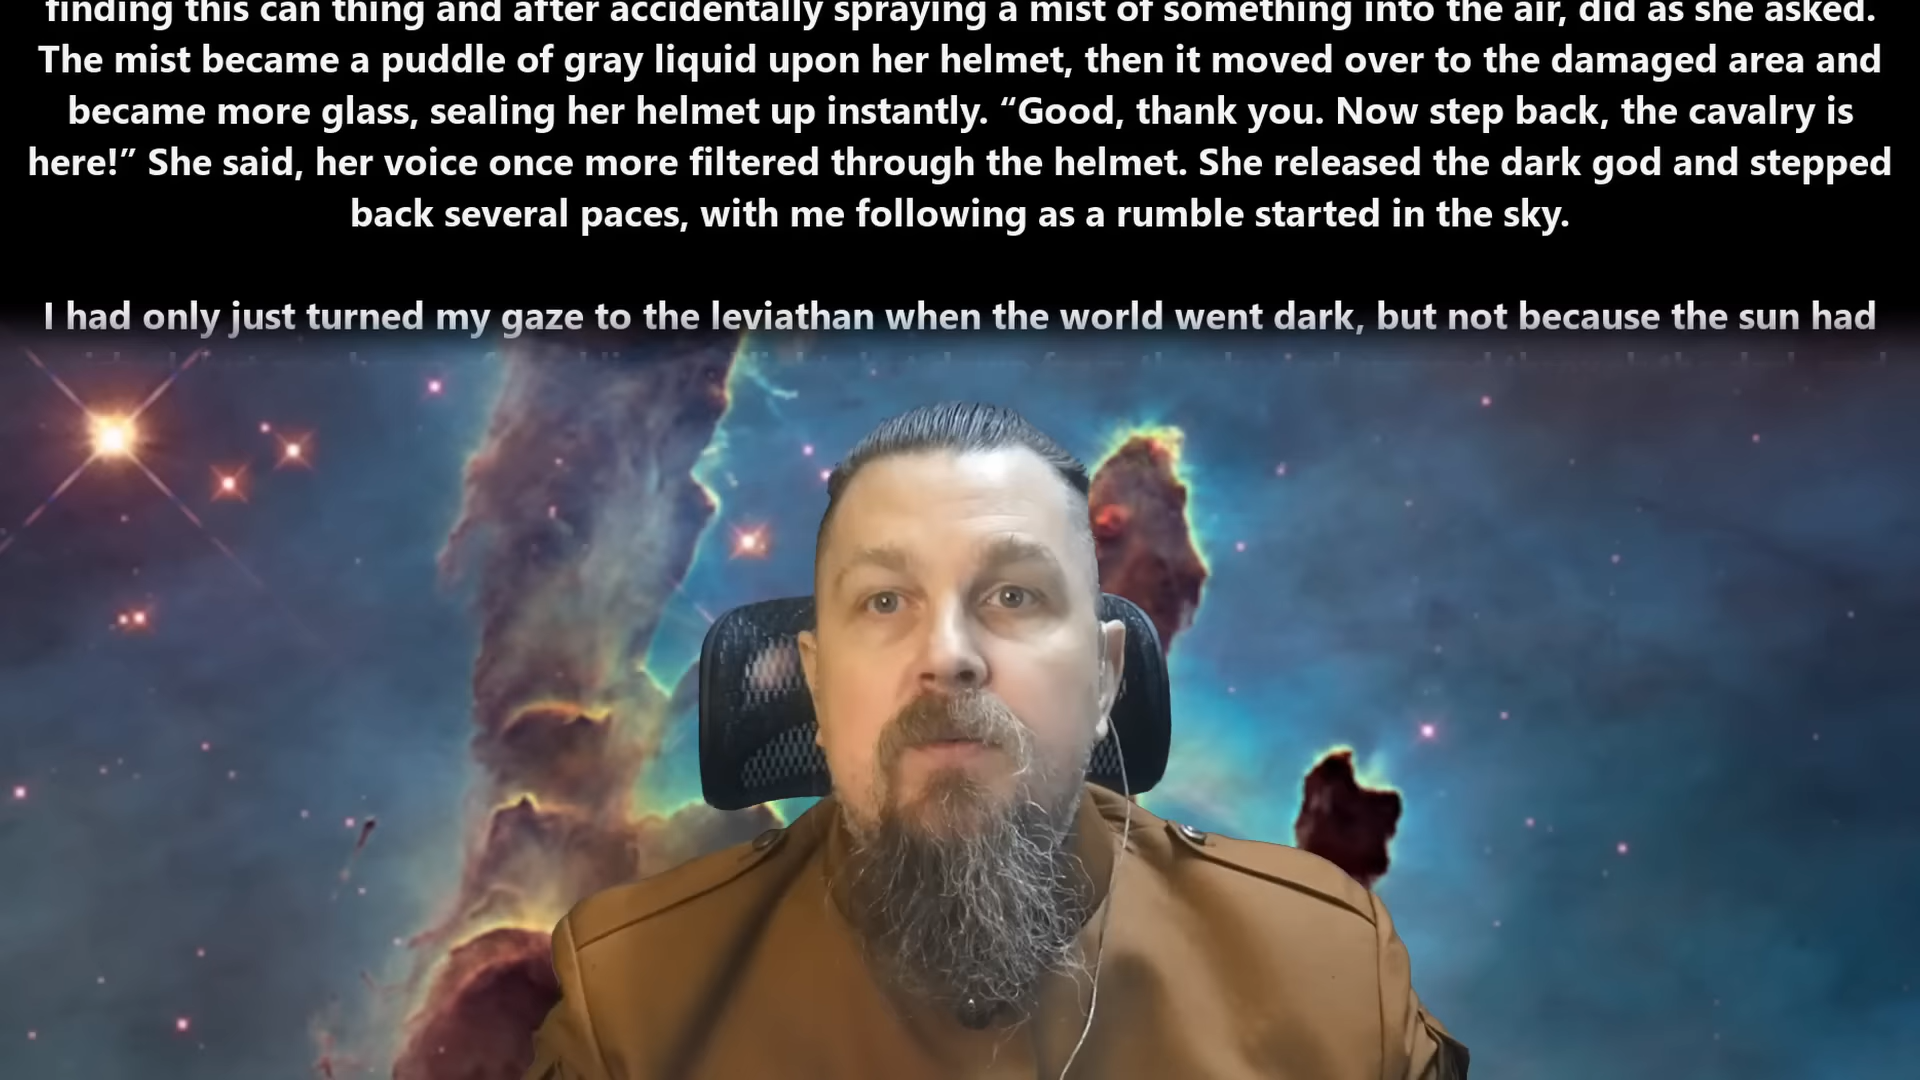 finding this can thing and after accidentally spraying a mist of something into the air, did as she asked.
The mist became a puddle of gray liquid upon her helmet, then it moved over to the damaged area and
became more glass, sealing her helmet up instantly. “Good, thank you. Now step back, the cavalry is
here!” She said, her voice once more filtered through the helmet. She released the dark god and stepped
back several paces, with me following as a rumble started in the sky.
I had only just turned my gaze to the leviathan when the world went dark, but not because the sun had